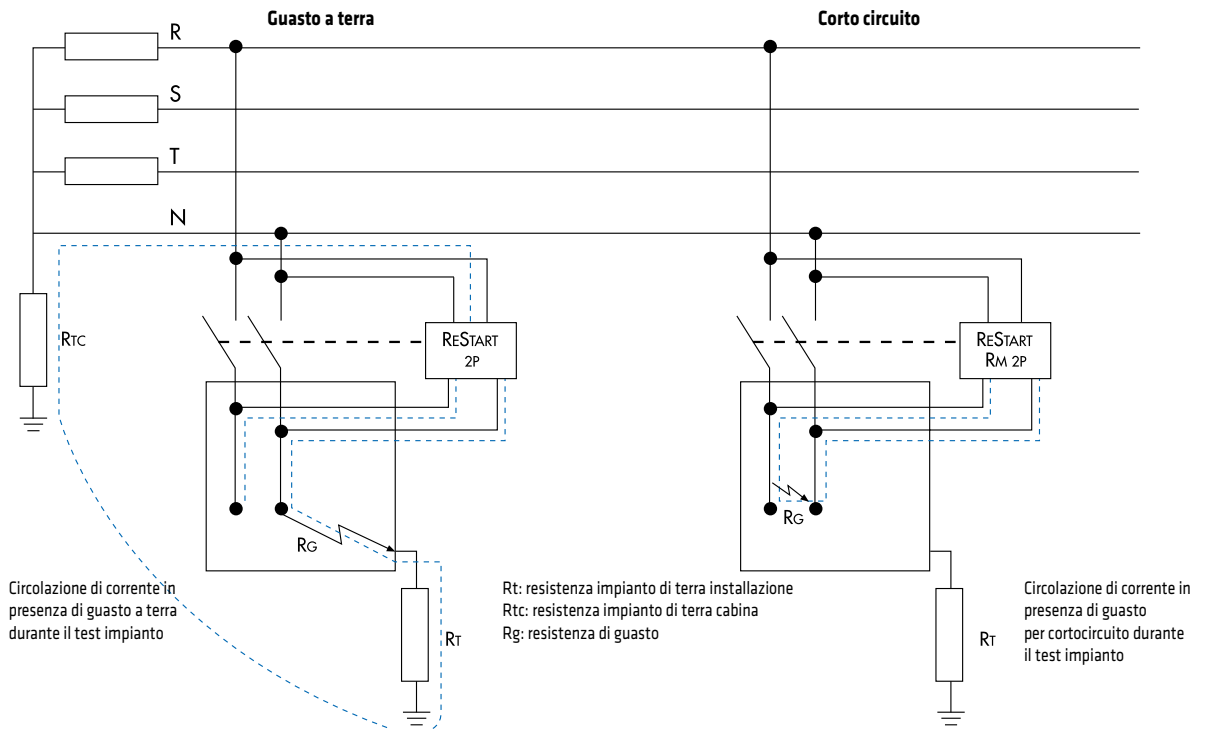 Guasto a terra
Corto circuito
R
S
T
N
RTC
RESTART
2P
RESTART
RM 2P
RG
RG
Circolazione di corrente in
presenza di guasto a terra
durante il test impianto
Rt: resistenza impianto di terra installazione
Rtc: resistenza impianto di terra cabina
Rg: resistenza di guasto
Circolazione di corrente in
presenza di guasto
per cortocircuito durante
il test impianto
RT
RT